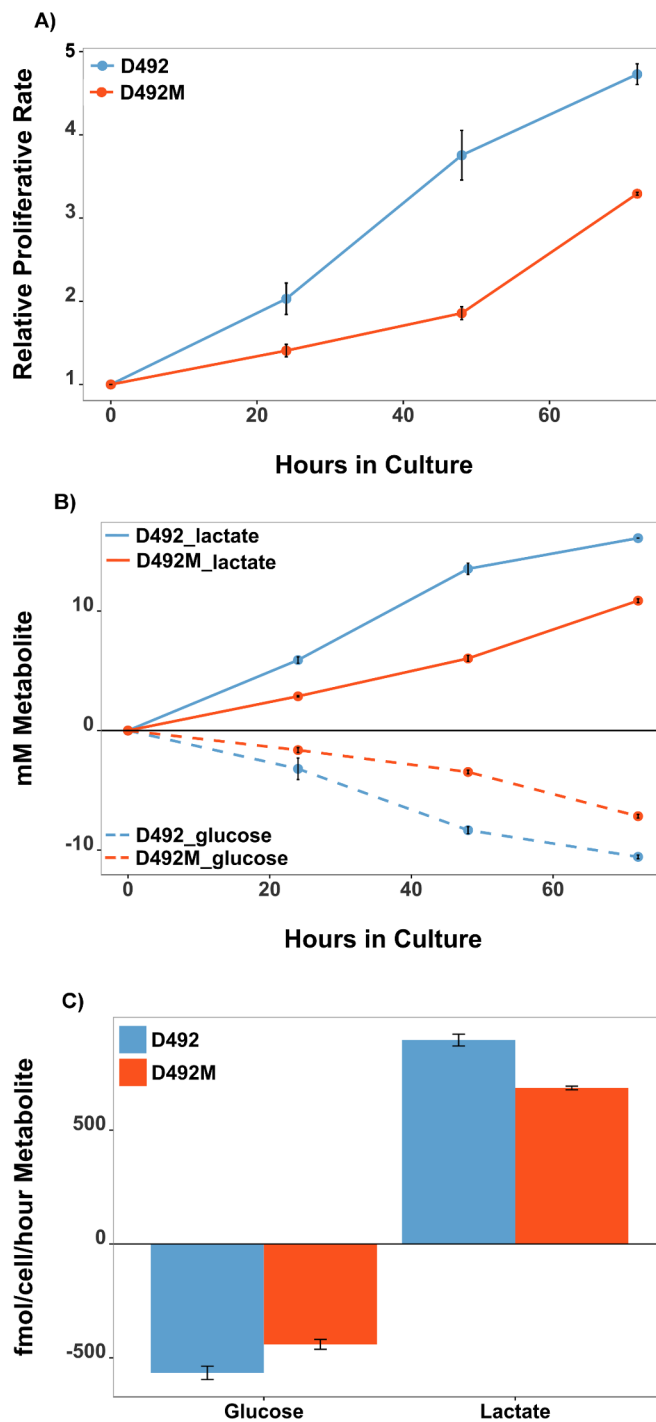 A)
Relative Proliferative Rate
5
4
3
2
1
D492
D492M
0
20
40
60
Hours in Culture
B)
mM Metabolite
10
0
-10
D492_lactate
D492M_lactate
D492_glucose
D492M_glucose
0
20
40
60
Hours in Culture
C)
fmol/cell/hour Metabolite
500
0
-500
D492
D492M
Glucose
Lactate